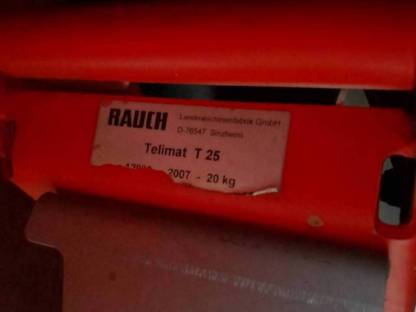 RAUCH
Landmaschinenfabrik GmbH
D-76547 Sinzheim
Telimat T 25
2007 - 20 kg